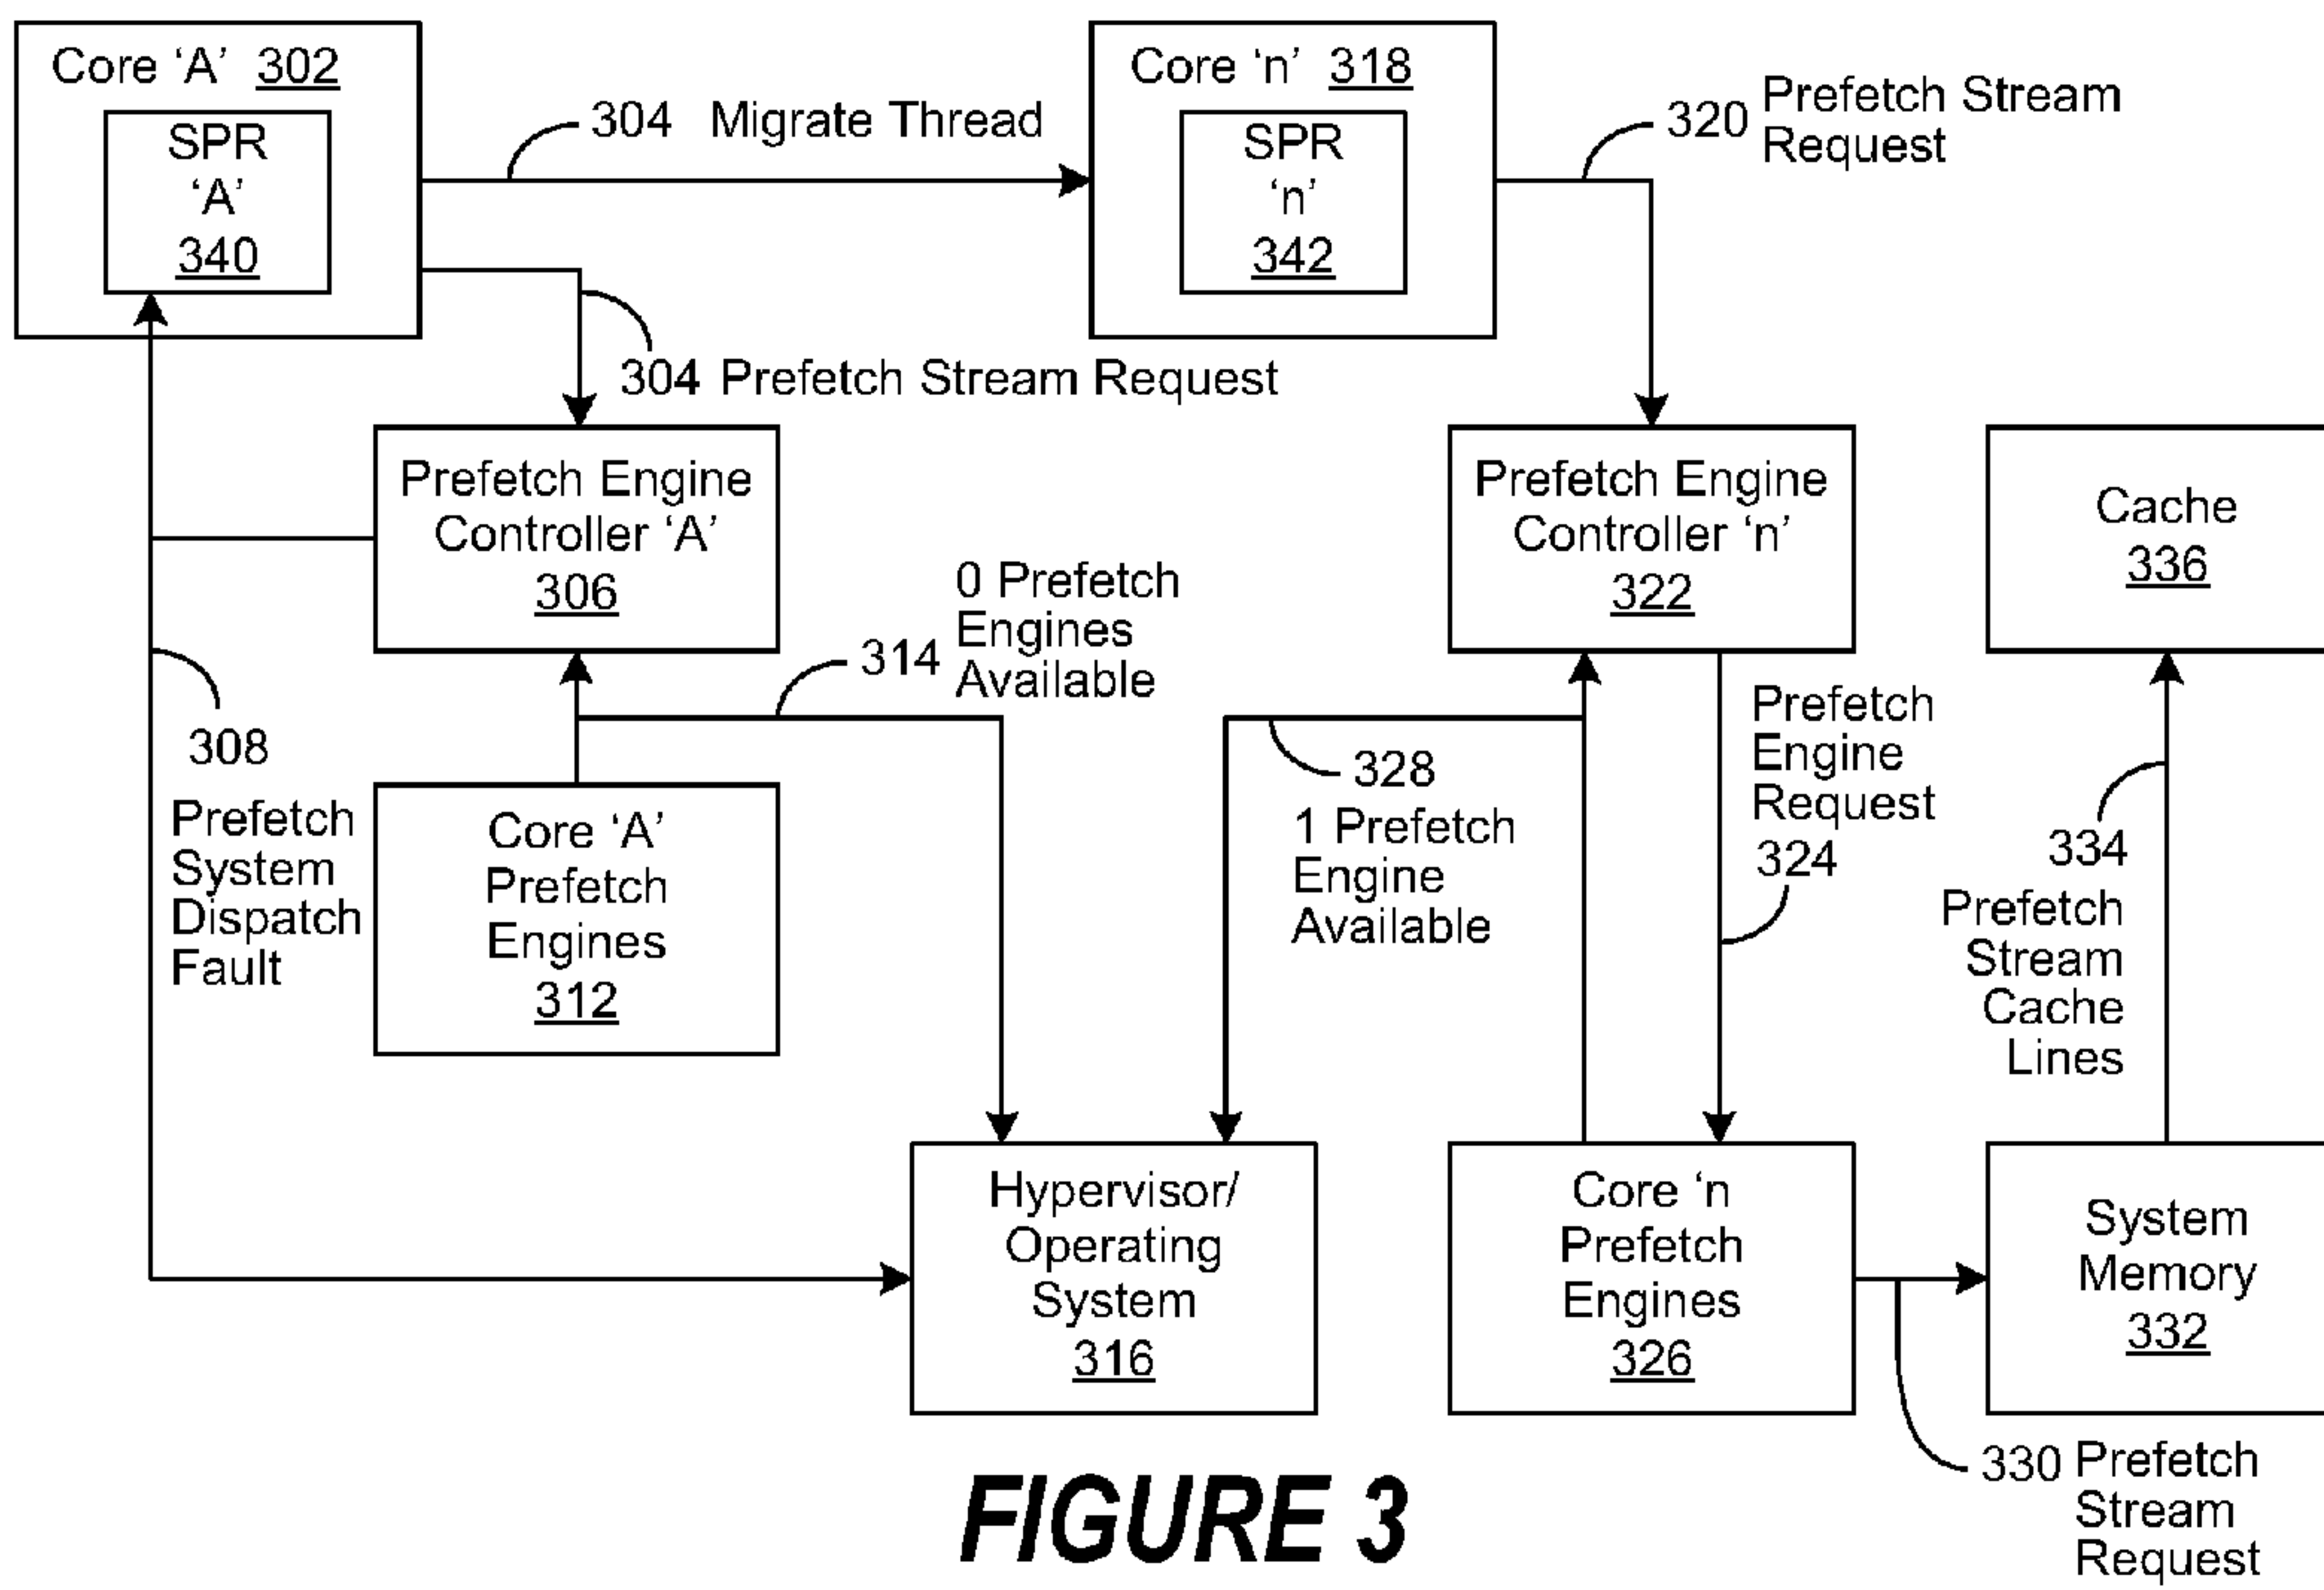 Core ‘A’ 302
SPR
‘A’
340
304 Migrate Thread
Core ‘n’ 318
SPR
‘n’
342
320 Prefetch Stream
Request
304 Prefetch Stream Request
Prefetch Engine
Controller ‘A’
306
Prefetch Engine
Controller ‘n’
322
Cache
336
314 0 Prefetch
Engines
Available
308
Prefetch
System
Dispatch
Fault
Core ‘A’
Prefetch
Engines
312
328
1 Prefetch
Engine
Available
Prefetch
Engine
Request
324
334
Prefetch
Stream
Cache
Lines
Hypervisor/
Operating
System
316
Core ‘n
Prefetch
Engines
326
System
Memory
332
330 Prefetch
Stream
Request
FIGURE 3